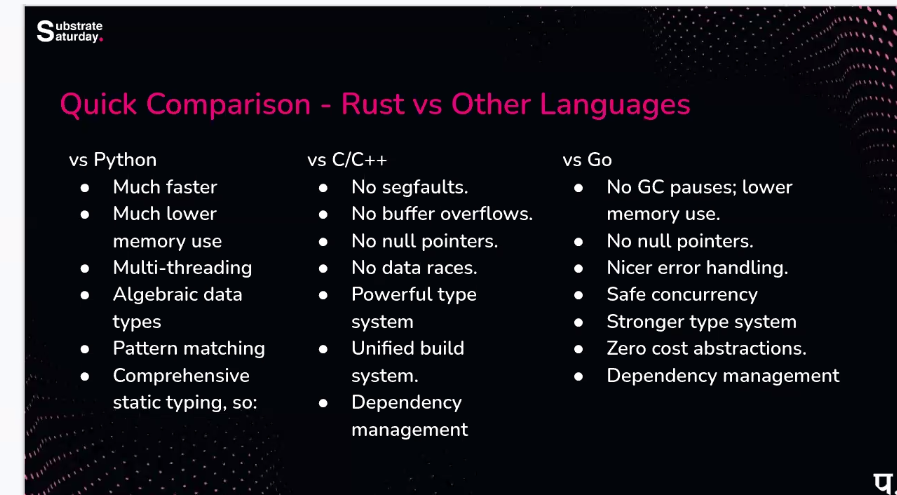 Substrate
Saturday.
Quick Comparison - Rust vs Other Languages
vs Python
● Much faster
● Much lower
memory use
● Multi-threading
● Algebraic data
types
● Pattern matching
● Comprehensive
static typing, so:
vs C/C++
● No segfaults.
● No buffer overflows.
● No null pointers.
● No data races.
● Powerful type
system
● Unified build
system.
● Dependency
management
vs Go
● No GC pauses; lower
memory use.
● No null pointers.
● Nicer error handling.
● Safe concurrency
● Stronger type system
● Zero cost abstractions.
● Dependency management